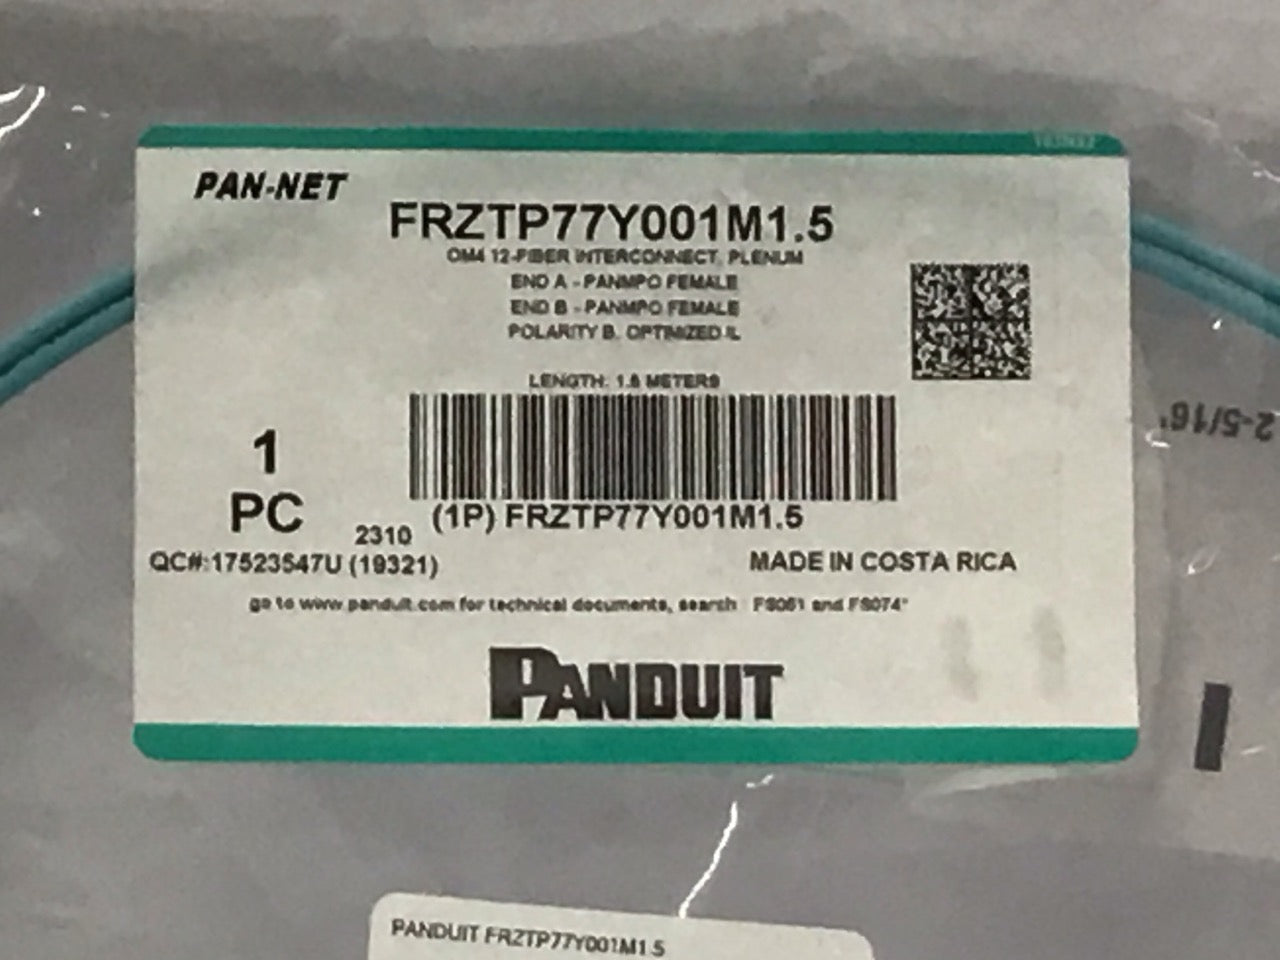 PAN-NET
FRZTP77Y001M1.5
OM4 12-FIBER INTERCONNECT, PLENUM
END A - PANMPO FEMALE
END B - PANMPO FEMALE
POLARITY B, OPTIMIZED IL
LENGTH: 1.5 METERS
1
PC
2310
(1P) FRZTP77Y001M1.5
QC#:17523547U (19321)
MADE IN COSTA RICA
go to www.panduit.com for technical documents, search FS061 and FS074"
PANDUIT
2-5/16"
PANDUIT FRZTP77Y001M1.5